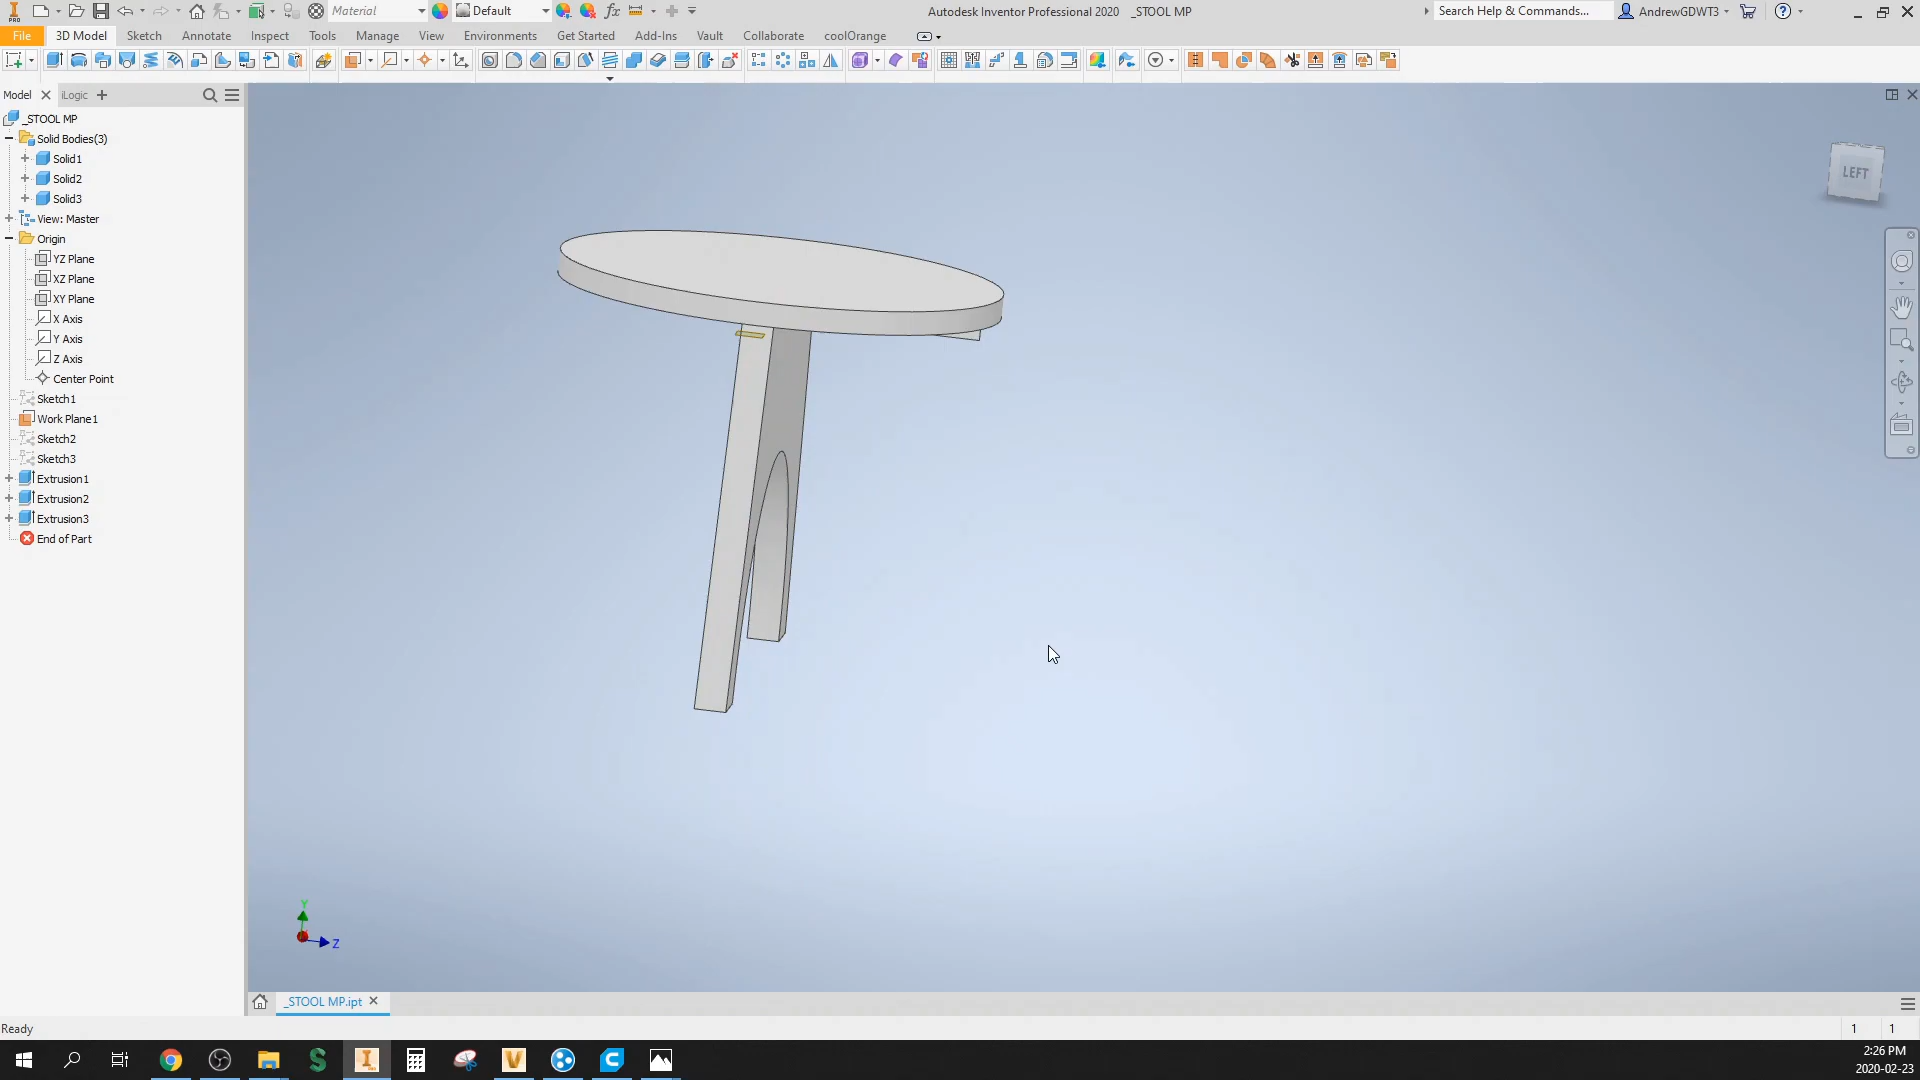 Material
Default
fx
Autodesk Inventor Professional 2020 _STOOL MP
Search Help & Commands...
AndrewGDWT3
PRO
File
3D Model
Sketch
Annotate
Inspect
Tools
Manage
View
Environments
Get Started
Add-Ins
Vault
Collaborate
coolOrange
Model
iLogic
_STOOL MP
Solid Bodies(3)
Solid1
Solid2
Solid3
View: Master
Origin
YZ Plane
XZ Plane
XY Plane
X Axis
Y Axis
Z Axis
Center Point
Sketch1
Work Plane1
Sketch2
Sketch3
Extrusion1
Extrusion2
Extrusion3
End of Part
LEFT
Y
Z
_STOOL MP.ipt
Ready
1 1
2:26 PM
2020-02-23